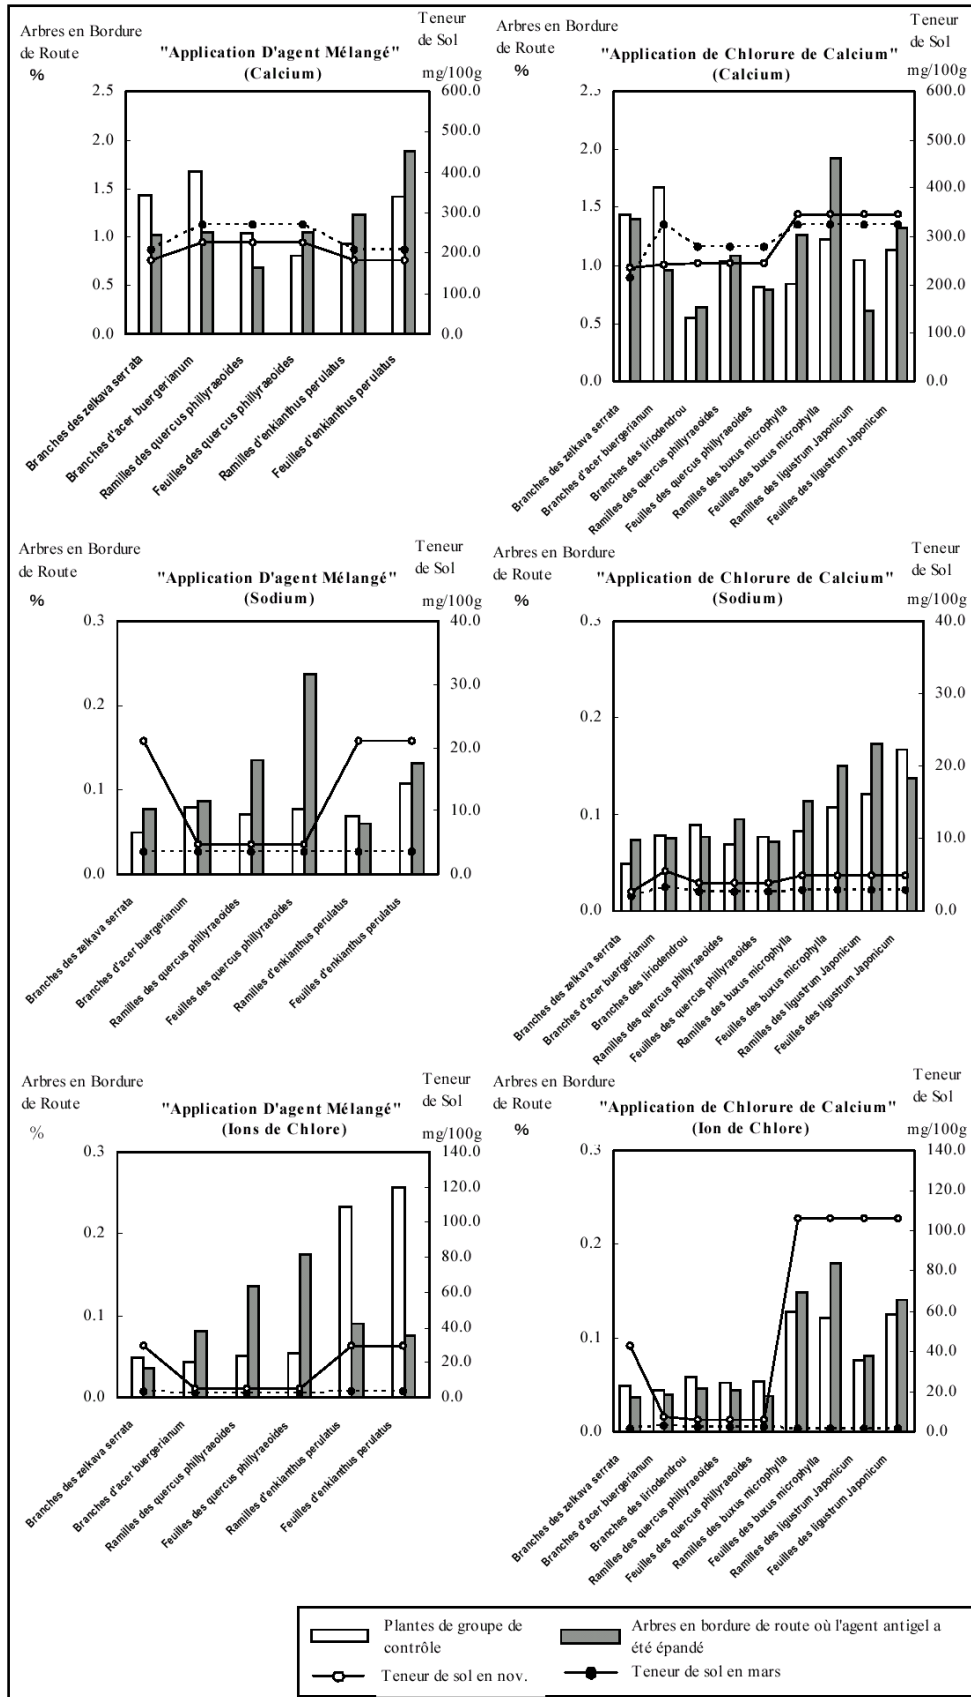 Arbres en Bordure
de Route
%
"Application D'agent Mélangé"
(Calcium)
Teneur
de Sol
mg/100g
2.5
2.0
1.5
1.0
0.5
0.0
600.0
500.0
400.0
300.0
200.0
100.0
0.0
Branches des zelkava serrata
Branches d'acer buergerianum
Ramilles des quercus phillyraeoides
Feuilles des quercus phillyraeoides
Ramilles d'enkianthus perulatus
Feuilles d'enkianthus perulatus
Arbres en Bordure
de Route
%
"Application de Chlorure de Calcium"
(Calcium)
Teneur
de Sol
mg/100g
2.5
2.0
1.5
1.0
0.5
0.0
600.0
500.0
400.0
300.0
200.0
100.0
0.0
Branches des zelkava serrata
Branches d'acer buergerianum
Branches des liriodendrou
Ramilles des quercus phillyraeoides
Feuilles des quercus phillyraeoides
Ramilles des buxus microphylla
Feuilles des buxus microphylla
Ramilles des ligustrum Japonicum
Feuilles des ligustrum Japonicum
Arbres en Bordure
de Route
%
"Application D'agent Mélangé"
(Sodium)
Teneur
de Sol
mg/100g
0.3
0.2
0.1
0.0
40.0
30.0
20.0
10.0
0.0
Branches des zelkava serrata
Branches d'acer buergerianum
Ramilles des quercus phillyraeoides
Feuilles des quercus phillyraeoides
Ramilles d'enkianthus perulatus
Feuilles d'enkianthus perulatus
Arbres en Bordure
de Route
%
"Application de Chlorure de Calcium"
(Sodium)
Teneur
de Sol
mg/100g
0.3
0.2
0.1
0.0
40.0
30.0
20.0
10.0
0.0
Branches des zelkava serrata
Branches d'acer buergerianum
Branches des liriodendrou
Ramilles des quercus phillyraeoides
Feuilles des quercus phillyraeoides
Ramilles des buxus microphylla
Feuilles des buxus microphylla
Ramilles des ligustrum Japonicum
Feuilles des ligustrum Japonicum
Arbres en Bordure
de Route
%
"Application D'agent Mélangé"
(Ions de Chlore)
Teneur
de Sol
mg/100g
0.3
0.2
0.1
0.0
140.0
120.0
100.0
80.0
60.0
40.0
20.0
0.0
Branches des zelkava serrata
Branches d'acer buergerianum
Ramilles des quercus phillyraeoides
Feuilles des quercus phillyraeoides
Ramilles d'enkianthus perulatus
Feuilles d'enkianthus perulatus
Arbres en Bordure
de Route
%
"Application de Chlorure de Calcium"
(Ion de Chlore)
Teneur
de Sol
mg/100g
0.3
0.2
0.1
0.0
140.0
120.0
100.0
80.0
60.0
40.0
20.0
0.0
Branches des zelkava serrata
Branches d'acer buergerianum
Branches des liriodendrou
Ramilles des quercus phillyraeoides
Feuilles des quercus phillyraeoides
Ramilles des buxus microphylla
Feuilles des buxus microphylla
Ramilles des ligustrum Japonicum
Feuilles des ligustrum Japonicum
Plantes de groupe de
contrôle
Arbres en bordure de route où l'agent antigel a
été épandé
Teneur de sol en nov.
Teneur de sol en mars